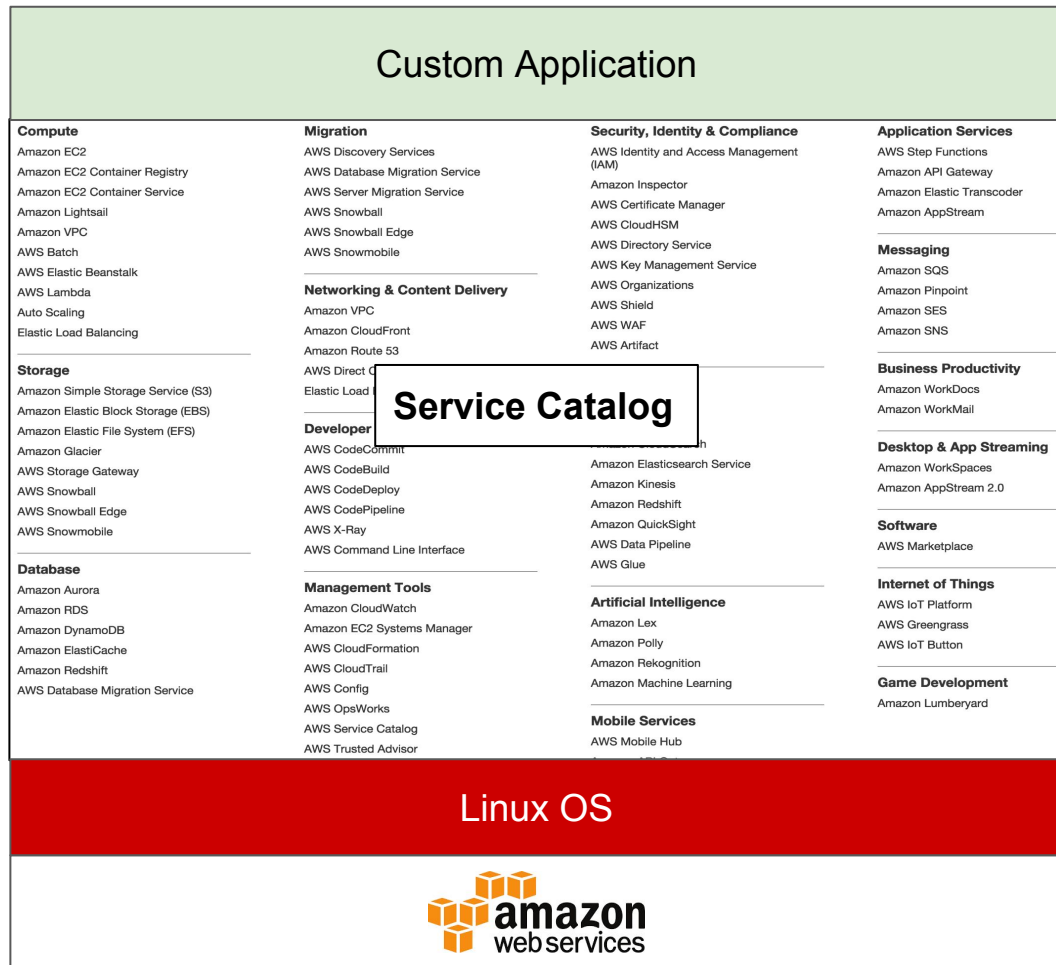 Custom Application
Compute
Amazon EC2
Amazon EC2 Container Registry
Amazon EC2 Container Service
Amazon Lightsail
Amazon VPC
AWS Batch
AWS Elastic Beanstalk
AWS Lambda
Auto Scaling
Elastic Load Balancing
Storage
Amazon Simple Storage Service (S3)
Amazon Elastic Block Storage (EBS)
Amazon Elastic File System (EFS)
Amazon Glacier
AWS Storage Gateway
AWS Snowball
AWS Snowball Edge
AWS Snowmobile
Database
Amazon Aurora
Amazon RDS
Amazon DynamoDB
Amazon ElastiCache
Amazon Redshift
AWS Database Migration Service
Migration
AWS Discovery Services
AWS Database Migration Service
AWS Server Migration Service
AWS Snowball
AWS Snowball Edge
AWS Snowmobile
Networking & Content Delivery
Amazon VPC
Amazon CloudFront
Amazon Route 53
AWS Direct
Elastic Load
Service Catalog
Developer
AWS CodeCommit
AWS CodeBuild
AWS CodeDeploy
AWS CodePipeline
AWS X-Ray
AWS Command Line Interface
Management Tools
Amazon CloudWatch
Amazon EC2 Systems Manager
AWS CloudFormation
AWS CloudTrail
AWS Config
AWS OpsWorks
AWS Service Catalog
AWS Trusted Advisor
Security, Identity & Compliance
AWS Identity and Access Management
(IAM)
Amazon Inspector
AWS Certificate Manager
AWS CloudHSM
AWS Directory Service
AWS Key Management Service
AWS Organizations
AWS Shield
AWS WAF
AWS Artifact
Amazon Elasticsearch Service
Amazon Kinesis
Amazon Redshift
Amazon QuickSight
AWS Data Pipeline
AWS Glue
Artificial Intelligence
Amazon Lex
Amazon Polly
Amazon Rekognition
Amazon Machine Learning
Mobile Services
AWS Mobile Hub
Application Services
AWS Step Functions
Amazon API Gateway
Amazon Elastic Transcoder
Amazon AppStream
Messaging
Amazon SQS
Amazon Pinpoint
Amazon SES
Amazon SNS
Business Productivity
Amazon WorkDocs
Amazon WorkMail
Desktop & App Streaming
Amazon WorkSpaces
Amazon AppStream 2.0
Software
AWS Marketplace
Internet of Things
AWS IoT Platform
AWS Greengrass
AWS IoT Button
Game Development
Amazon Lumberyard
Linux OS
amazon
web services